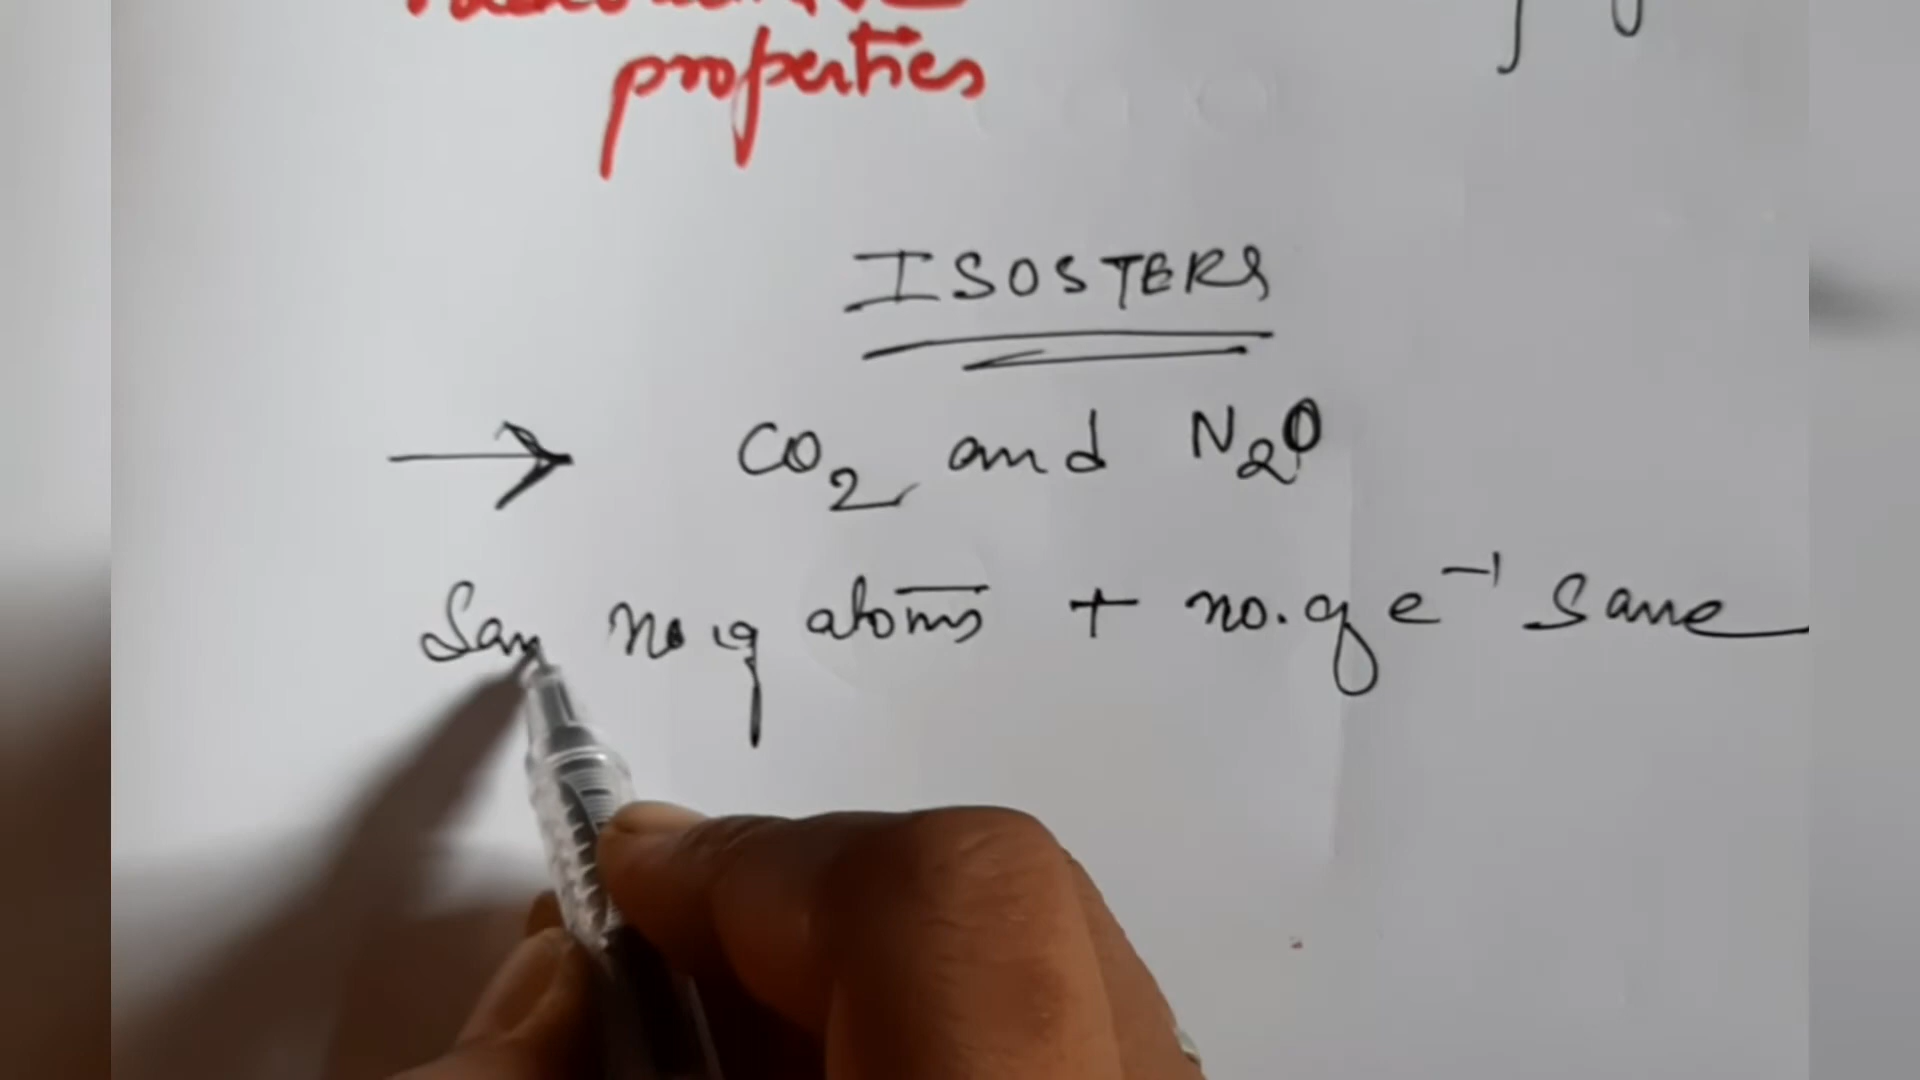 properties
ISOSTERS
→ CO₂ and N₂O
Sam no of atoms + no. of e⁻¹ Same